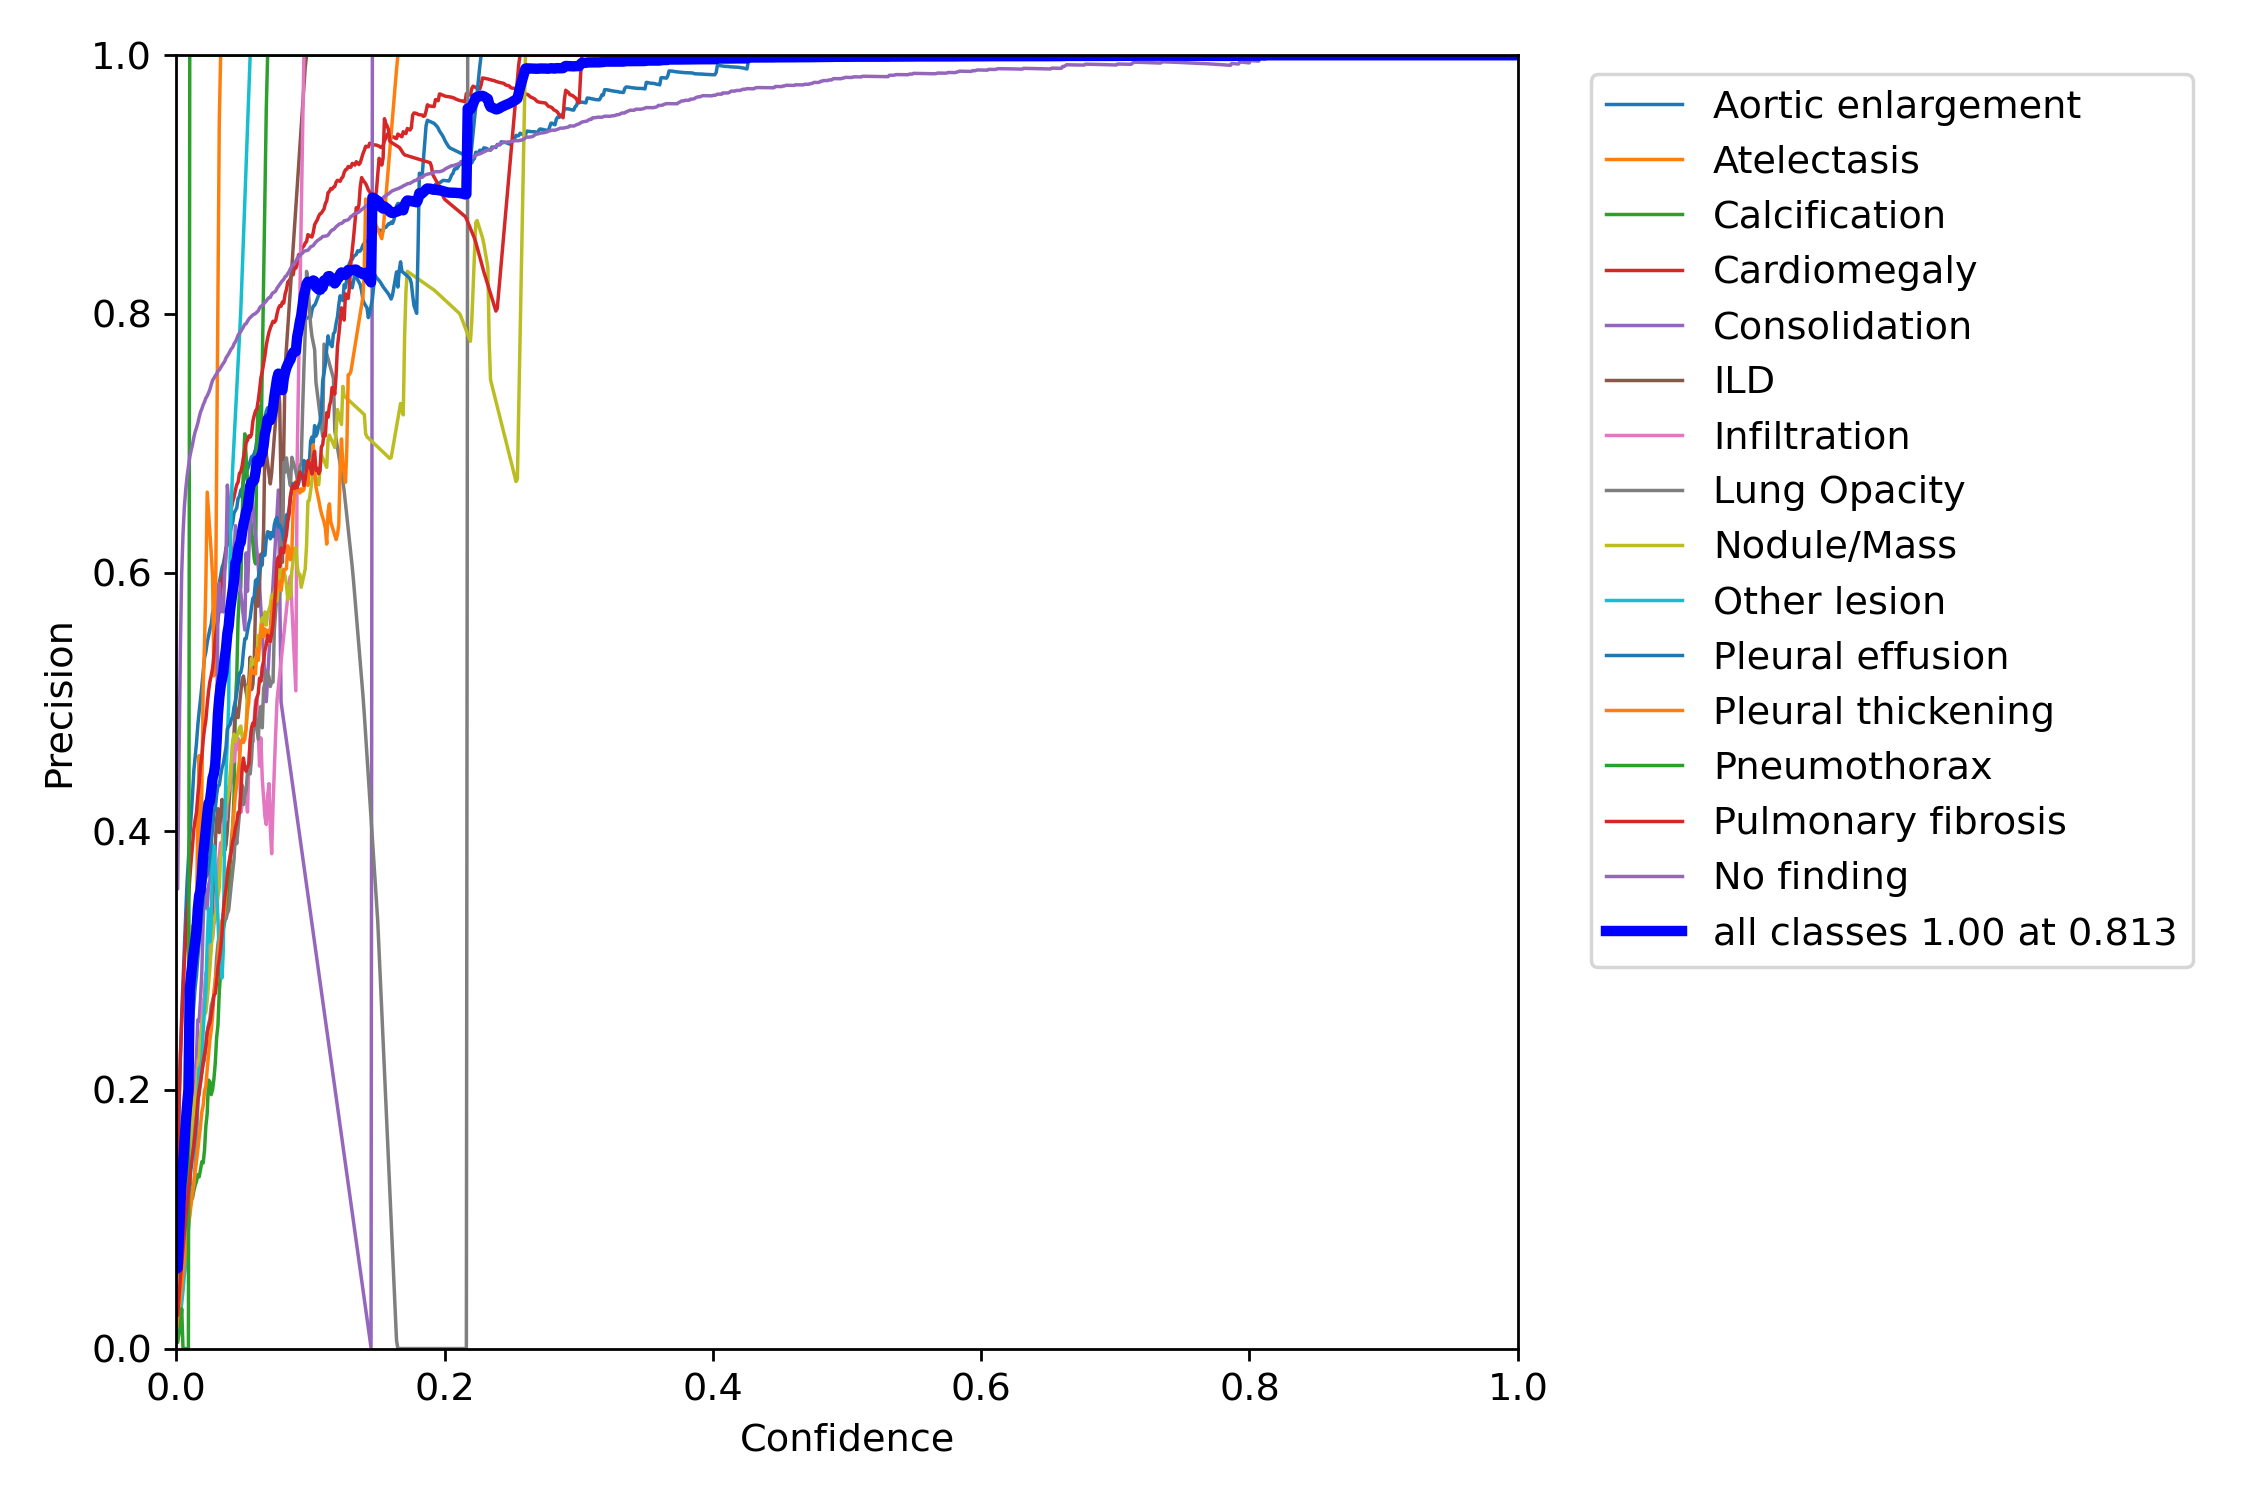 1.0
0.8
0.6
0.4
0.2
0.0
Precision
0.0 0.2 0.4 0.6 0.8 1.0
Confidence
Aortic enlargement
Atelectasis
Calcification
Cardiomegaly
Consolidation
ILD
Infiltration
Lung Opacity
Nodule/Mass
Other lesion
Pleural effusion
Pleural thickening
Pneumothorax
Pulmonary fibrosis
No finding
all classes 1.00 at 0.813